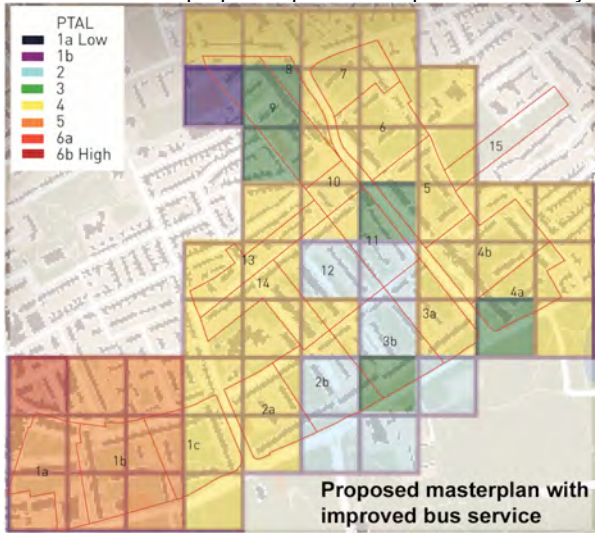 PTAL
1a Low
1b
2
3
4
5
6a
6b High
8
7
9
6
15
10
5
11
13
12
4b
14
4a
3a
3b
2b
2a
1c
1b
1a
Proposed masterplan with
improved bus service